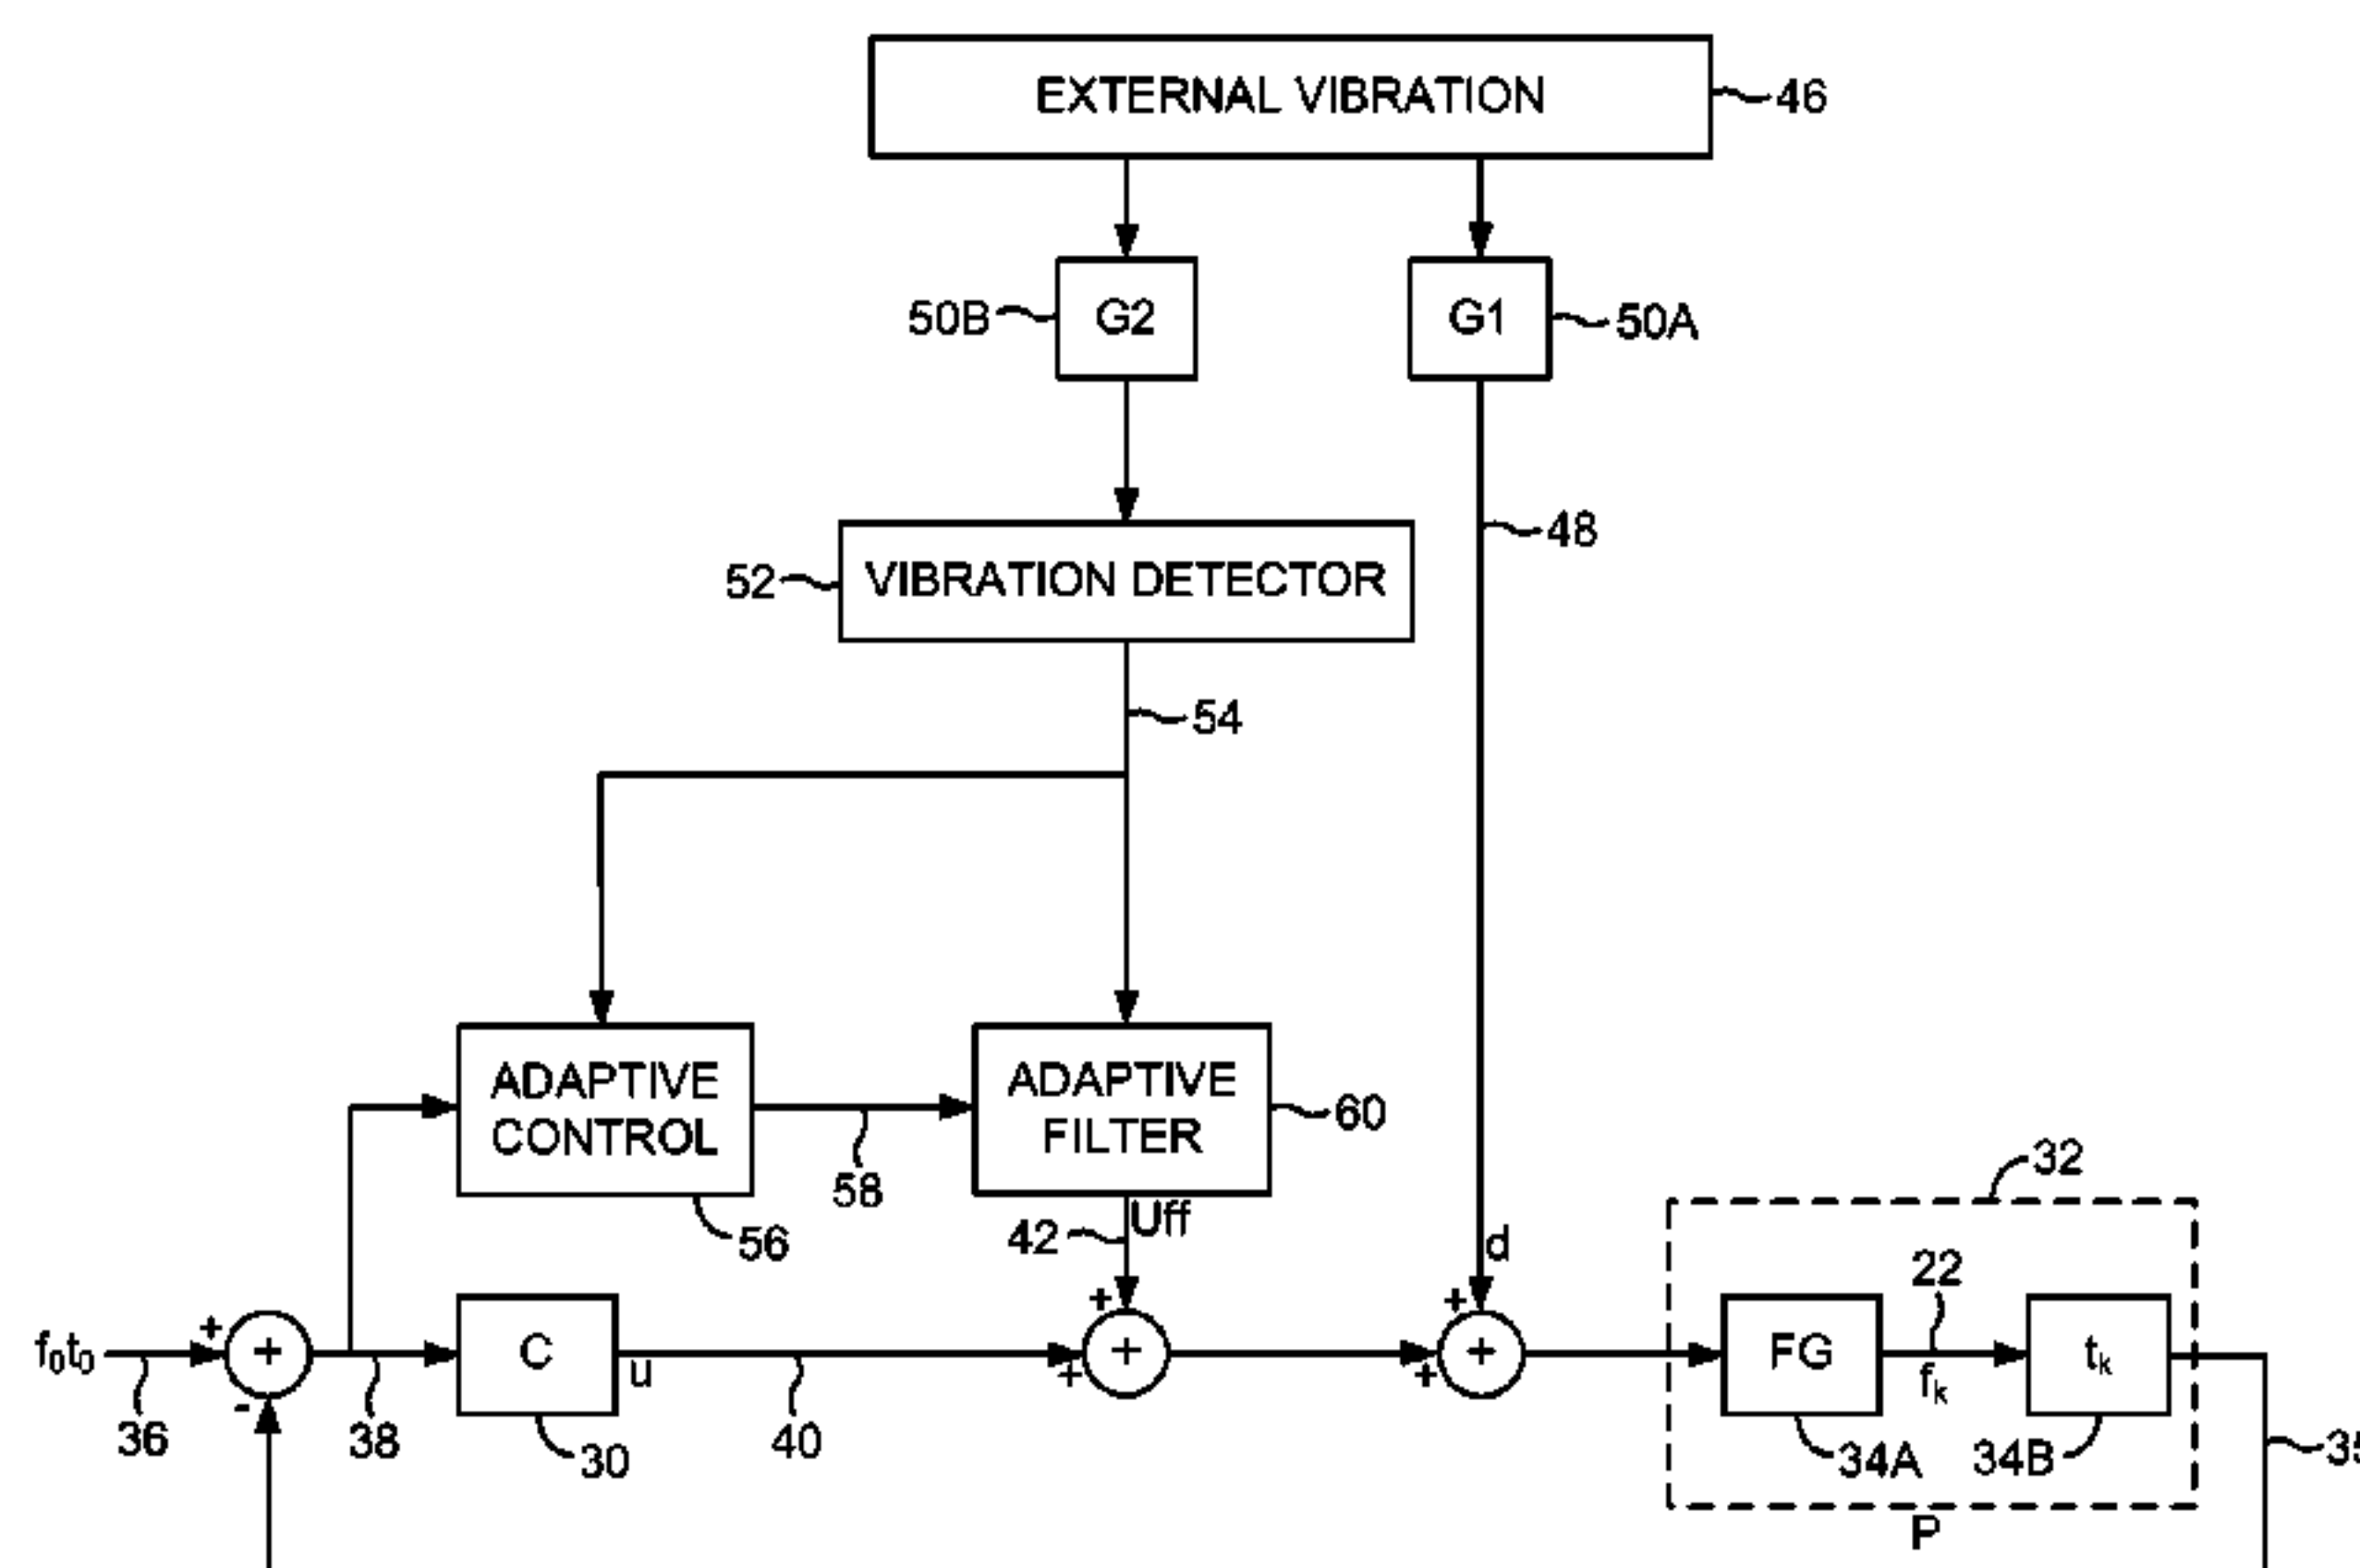 EXTERNAL VIBRATION
46
50B
G2
G1
50A
52
VIBRATION DETECTOR
48
54
ADAPTIVE
CONTROL
58
56
ADAPTIVE
FILTER
60
42
Uff
d
32
f₀t₀
+
+
-
36
38
C
u
30
40
+
+
+
+
+
+
FG
22
fₖ
tₖ
34A
34B
P